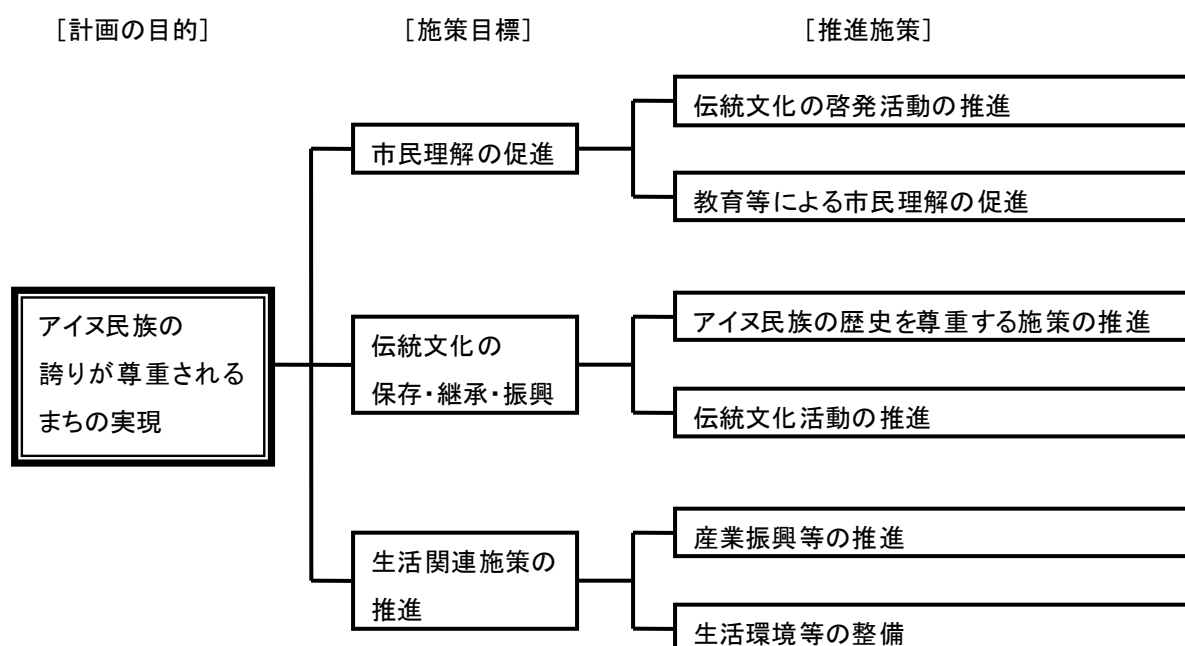 ［計画の目的］
［施策目標］
［推進施策］
伝統文化の啓発活動の推進
市民理解の促進
教育等による市民理解の促進
アイヌ民族の
誇りが尊重される
まちの実現
アイヌ民族の歴史を尊重する施策の推進
伝統文化の
保存・継承・振興
伝統文化活動の推進
産業振興等の推進
生活関連施策の
推進
生活環境等の整備